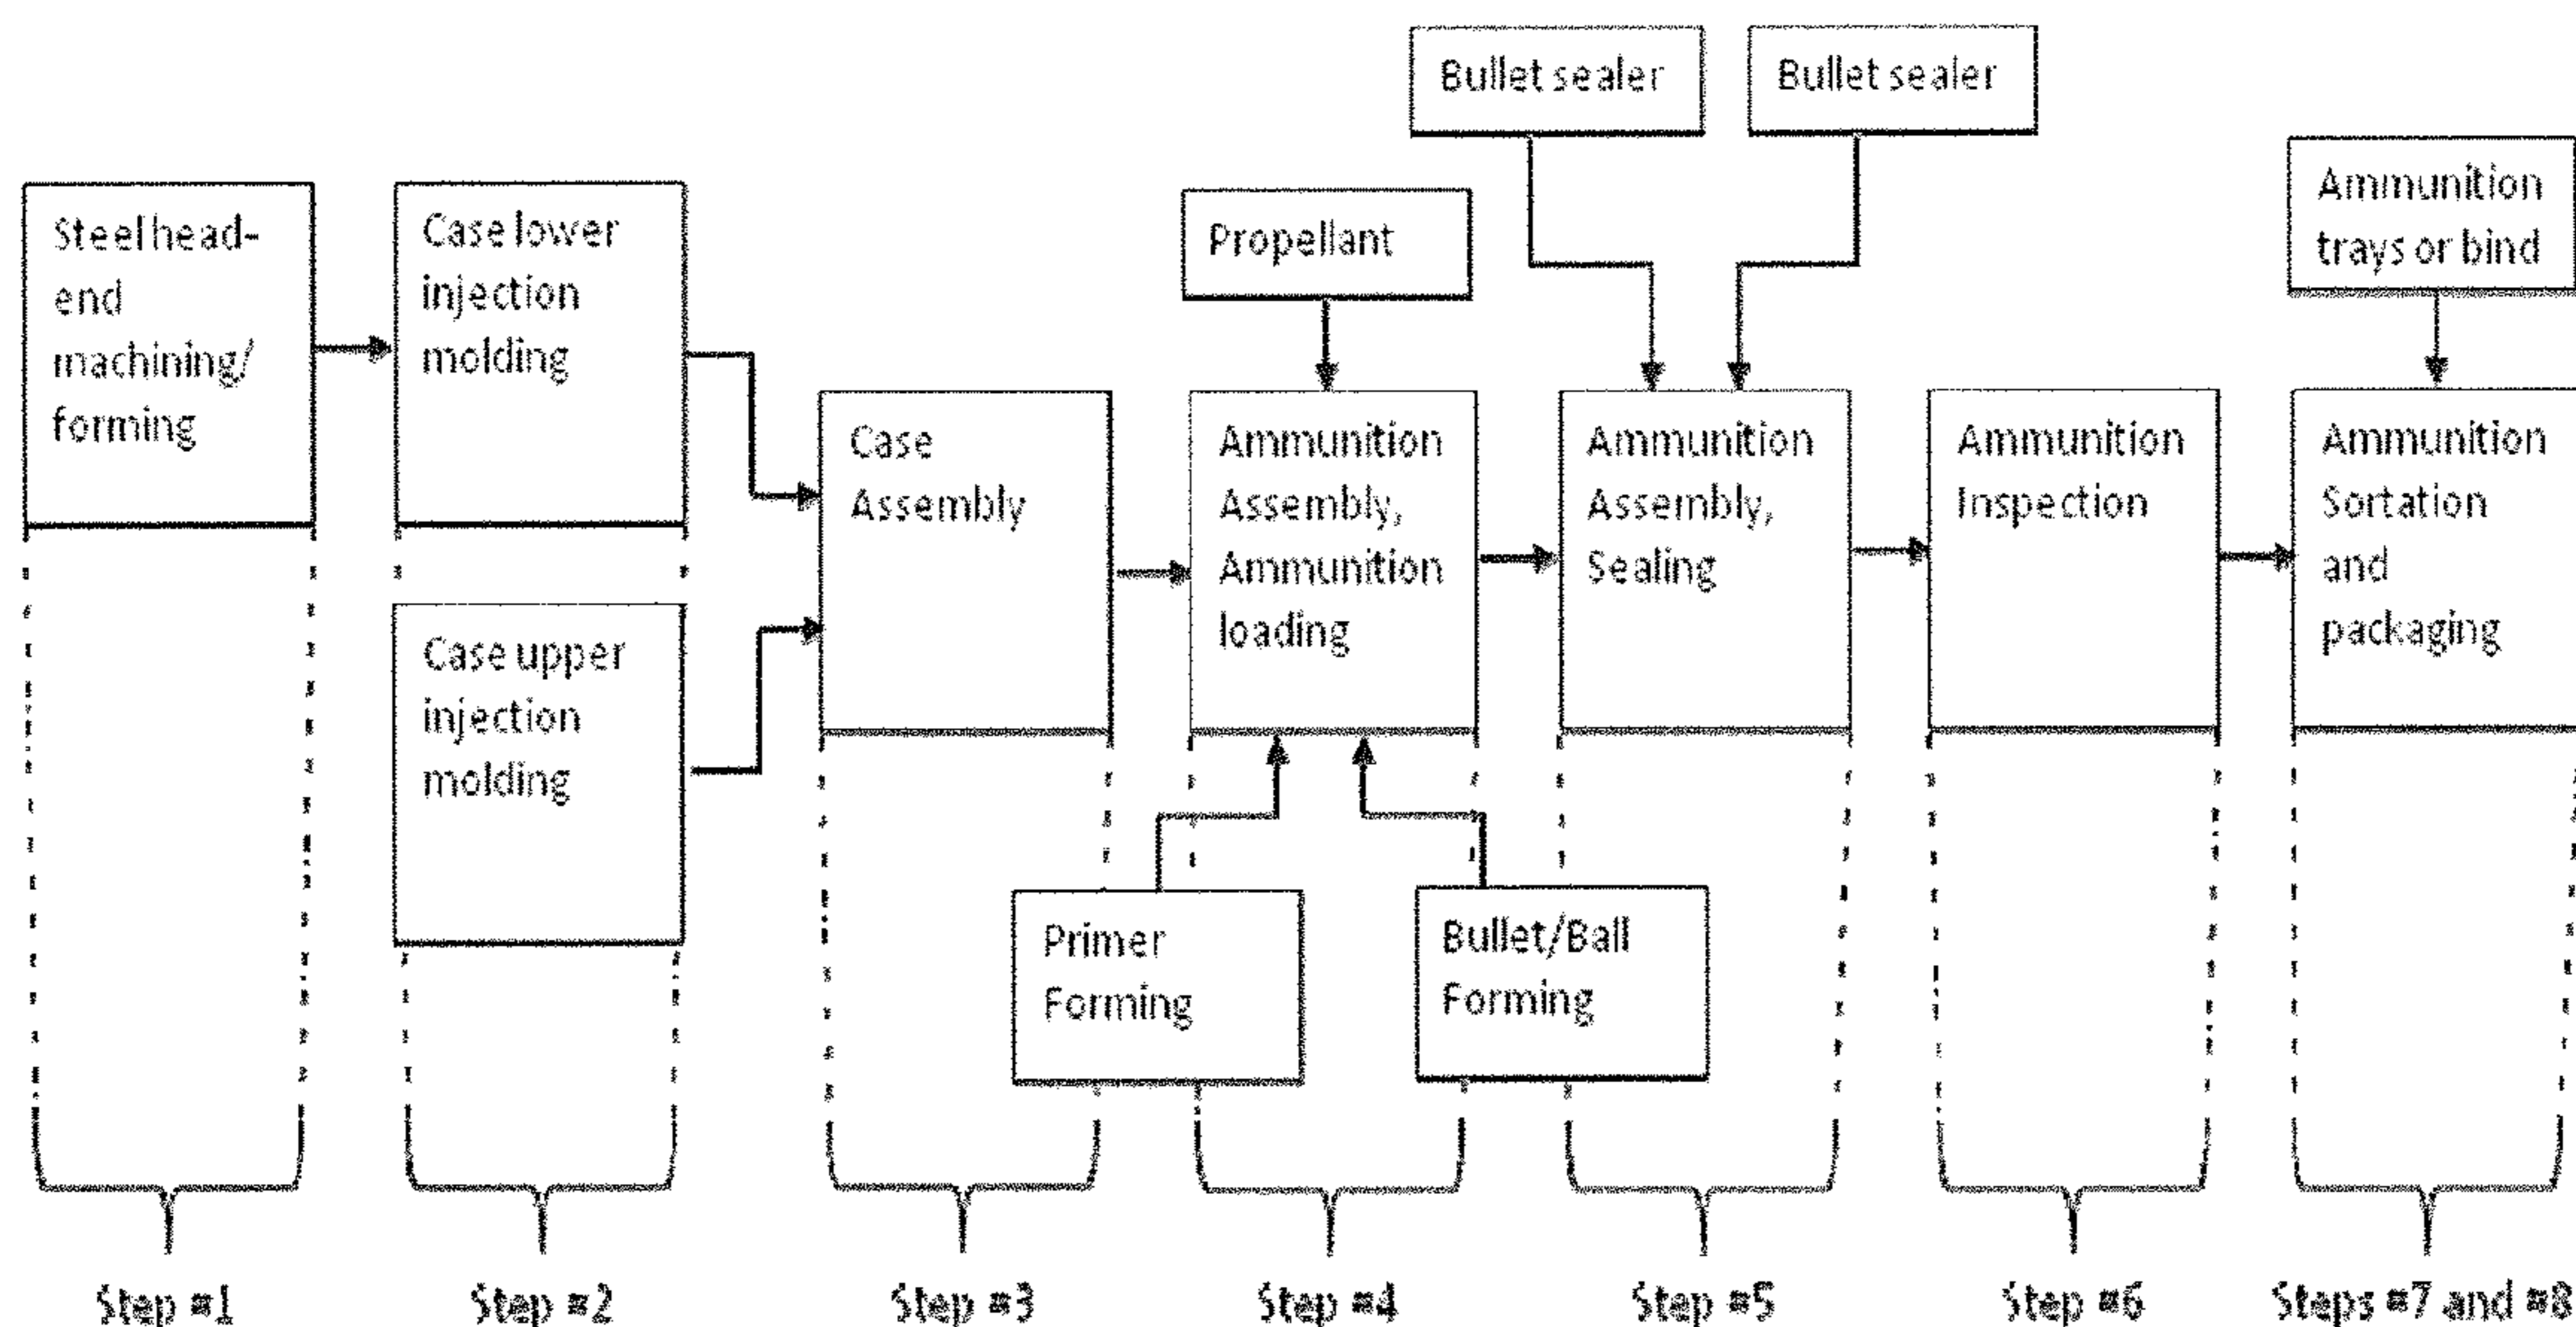 Bullet sealer
Bullet sealer
Ammunition
trays or bind
Propellant
Steel head-
end
machining/
forming
Case lower
injection
molding
Case upper
injection
molding
Case
Assembly
Ammunition
Assembly,
Ammunition
loading
Ammunition
Assembly,
Sealing
Ammunition
Inspection
Ammunition
Sortation
and
packaging
Primer
Forming
Bullet/Ball
Forming
Step #1
Step #2
Step #3
Step #4
Step #5
Step #6
Steps #7 and #8